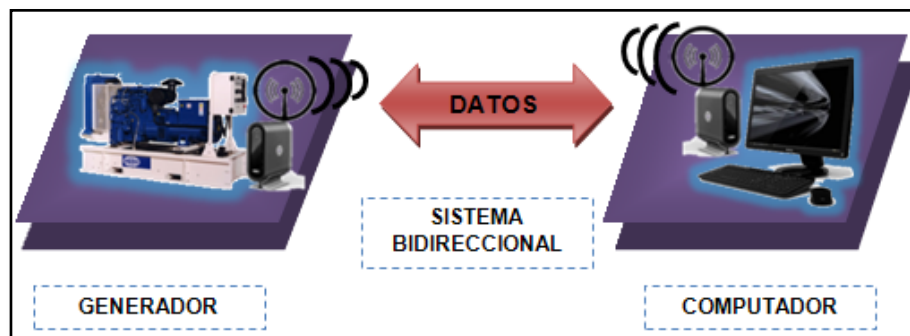 DATOS
SISTEMA
BIDIRECCIONAL
GENERADOR
COMPUTADOR